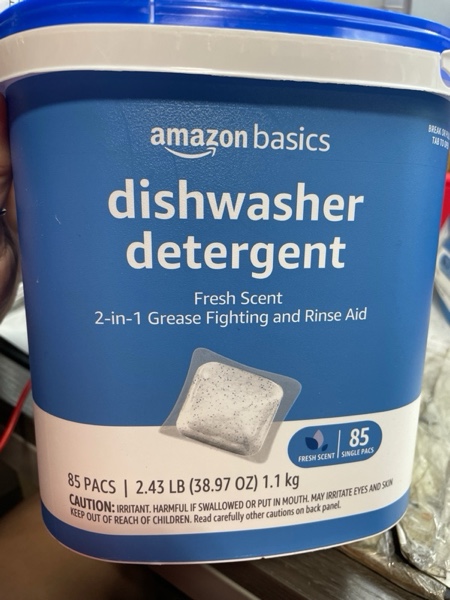 amazon basics
BREAK
TAB TO
dishwasher
detergent
Fresh Scent
2-in-1 Grease Fighting and Rinse Aid
FRESH SCENT
85
SINGLE PACS
85 PACS | 2.43 LB (38.97 OZ) 1.1 kg
CAUTION: IRRITANT. HARMFUL IF SWALLOWED OR PUT IN MOUTH. MAY IRRITATE EYES AND SKIN
KEEP OUT OF REACH OF CHILDREN. Read carefully other cautions on back panel.